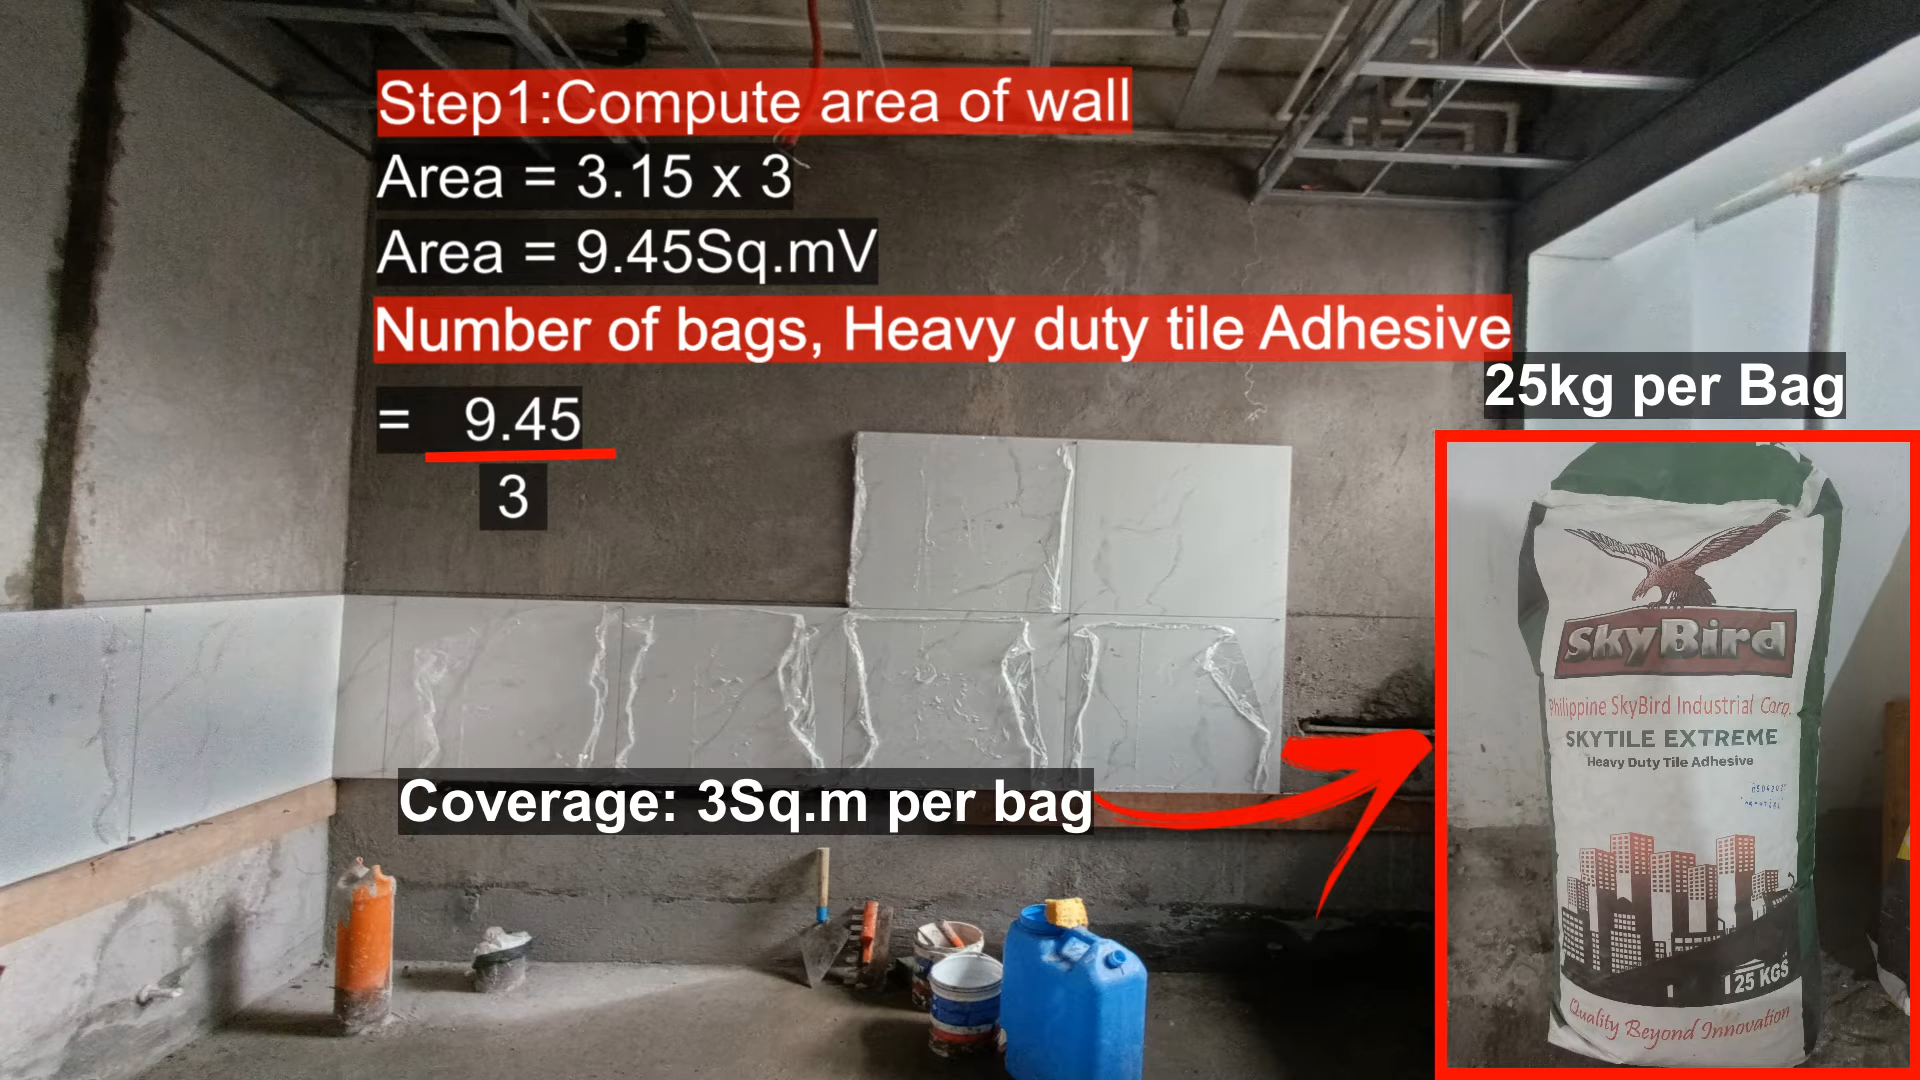 Step1:Compute area of wall
Area = 3.15 x 3
Area = 9.45Sq.mV
Number of bags, Heavy duty tile Adhesive
= 9.45
3
25kg per Bag
Coverage: 3Sq.m per bag
SkyBird
Philippine SkyBird Industrial Corp.
SKYTILE EXTREME
Heavy Duty Tile Adhesive
25 KGS
Quality Beyond Innovation